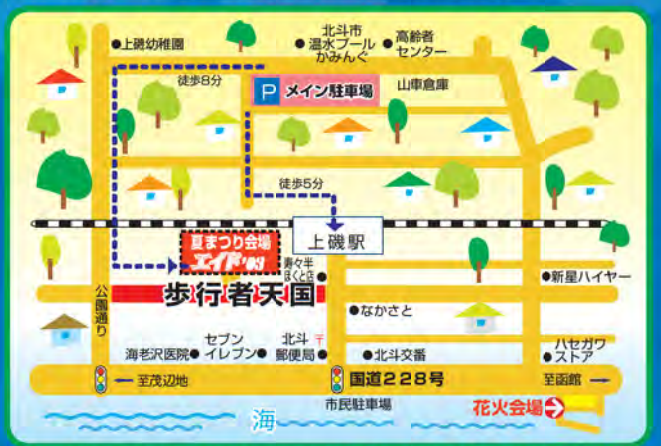 上磯幼稚園
北斗市
温水プール
かみんぐ
高齢者
センター
徒歩8分
P メイン駐車場
山車倉庫
徒歩5分
夏まつり会場
エイド'09
上磯駅
寿々半
ほくと店
歩行者天国
新星ハイヤー
公園通り
なかさと
海老沢医院
セブン
イレブン
北斗
郵便局
〒
北斗交番
ハセガワ
ストア
←至茂辺地
国道228号
至函館→
市民駐車場
花火会場
海